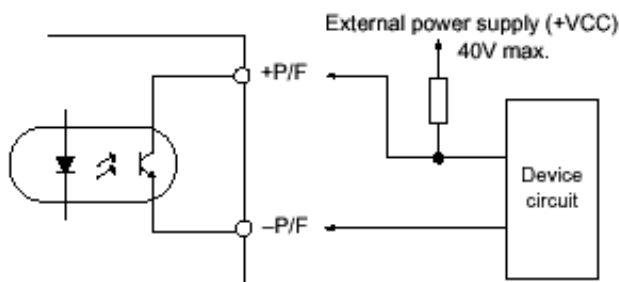 External power supply (+VCC)
40V max.
+P/F
Device
circuit
–P/F